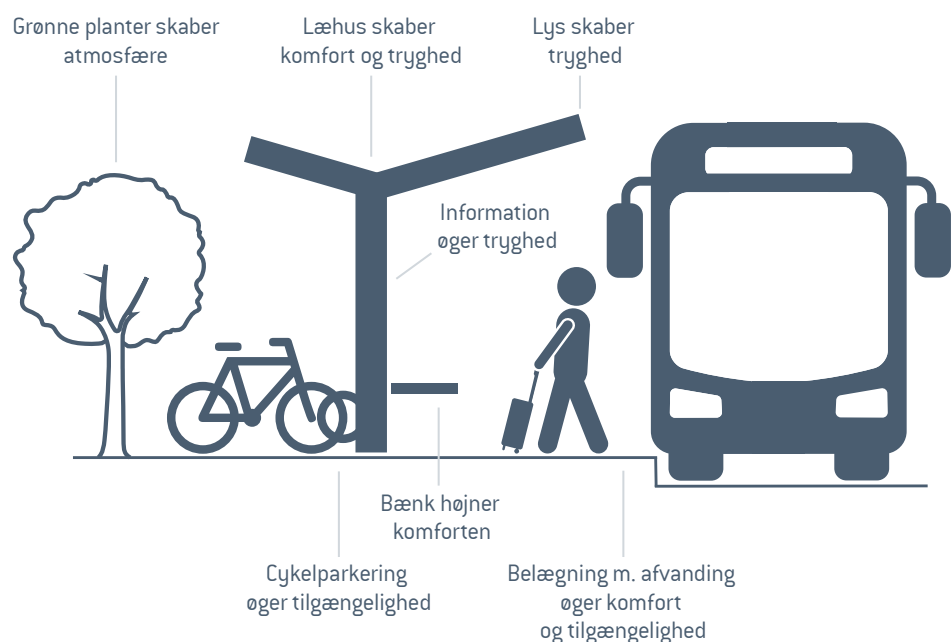 Grønne planter skaber
atmosfære
Læhus skaber
komfort og tryghed
Lys skaber
tryghed
Information
øger tryghed
Bænk højner
komforten
Cykelparkering
øger tilgængelighed
Belægning m. afvanding
øger komfort
og tilgængelighed